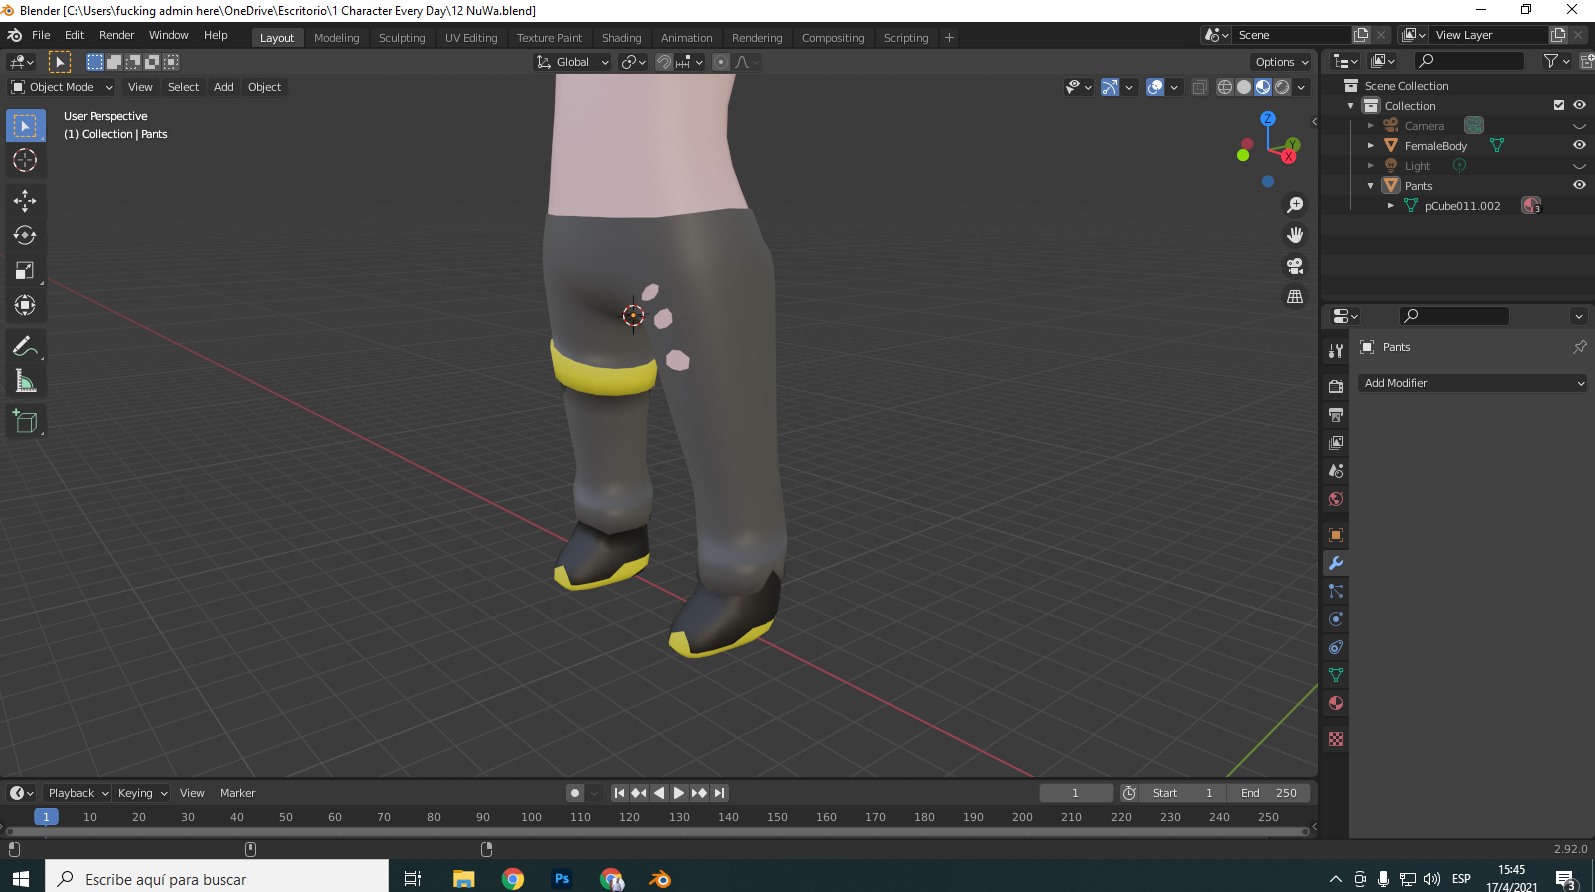 Blender [C:\Users\fucking admin here\OneDrive\Escritorio\1 Character Every Day\12 NuWa.blend]
File Edit Render Window Help Layout Modeling Sculpting UV Editing Texture Paint Shading Animation Rendering Compositing Scripting + Scene View Layer
Global Options
Object Mode View Select Add Object
User Perspective
(1) Collection | Pants
Z
Y
X
Scene Collection
Collection
Camera
FemaleBody
Light
Pants
pCube011.002 3
Pants
Add Modifier
Playback Keying View Marker 1 Start 1 End 250
1 10 20 30 40 50 60 70 80 90 100 110 120 130 140 150 160 170 180 190 200 210 220 230 240 250
2.92.0
Escribe aquí para buscar
Ps
ESP
15:45
17/4/2021
3